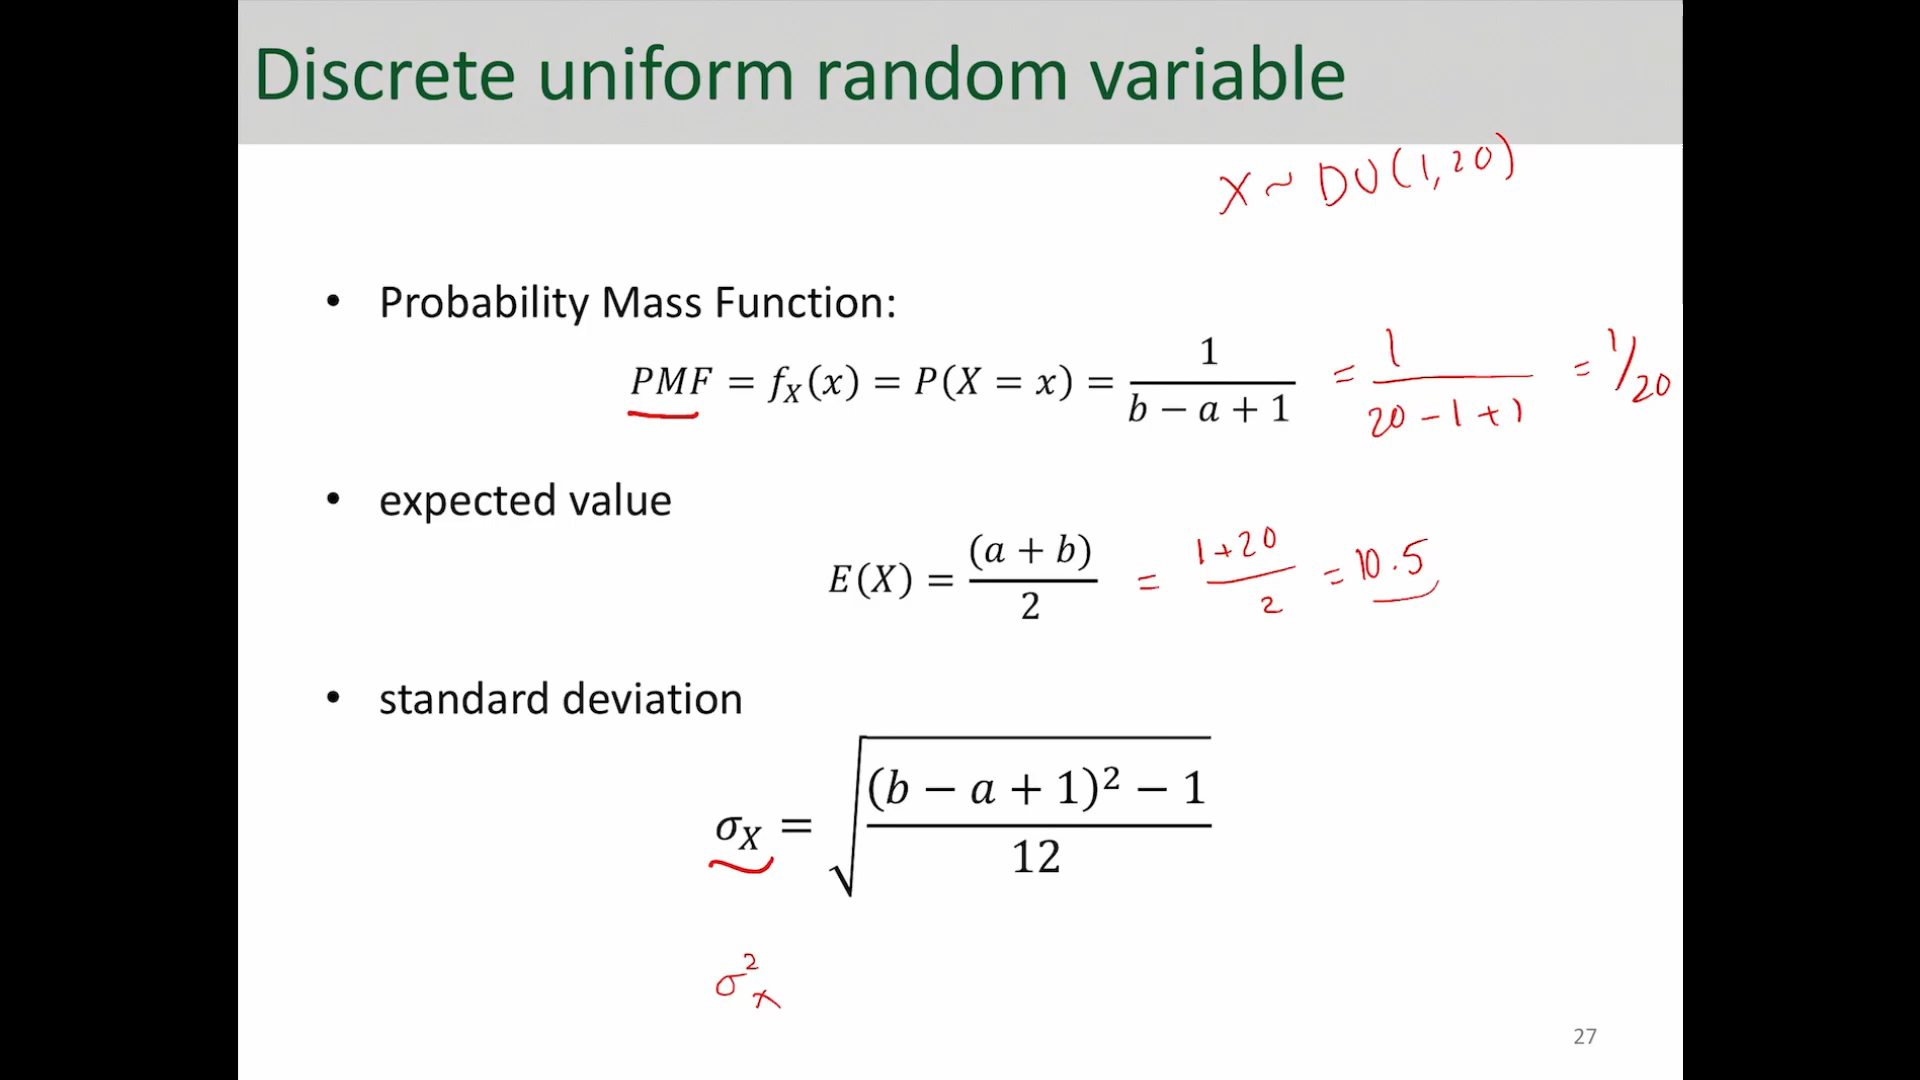 Discrete uniform random variable
X ~ DU(1,20)
• Probability Mass Function:
PMF = f_X(x) = P(X = x) = 1 / (b − a + 1) = 1 / (20 - 1 + 1) = 1/20
• expected value
E(X) = (a + b) / 2 = (1+20) / 2 = 10.5
• standard deviation
σ_X = √(((b − a + 1)² − 1) / 12)
σ²_x
27